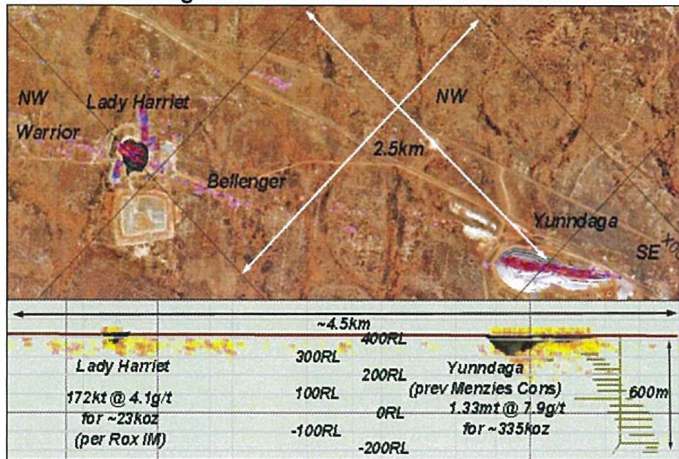 NW
Lady Harriet
Warrior
NW
2.5km
Bellenger
Yunndaga
SE
~4.5km
400RL
300RL
200RL
100RL
0RL
-100RL
-200RL
Lady Harriet
172kt @ 4.1g/t
for ~23koz
(per Rox IM)
Yunndaga
(prev Menzies Cons)
1.33mt @ 7.9g/t
for ~335koz
600m